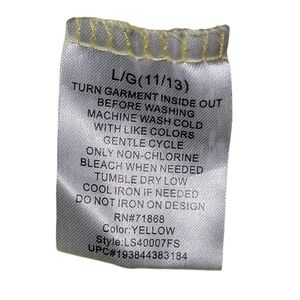 L/G(11/13)
TURN GARMENT INSIDE OUT
BEFORE WASHING
MACHINE WASH COLD
WITH LIKE COLORS
GENTLE CYCLE
ONLY NON-CHLORINE
BLEACH WHEN NEEDED
TUMBLE DRY LOW
COOL IRON IF NEEDED
DO NOT IRON ON DESIGN
RN#71868
Color:YELLOW
Style:LS40007FS
UPC#193844383184